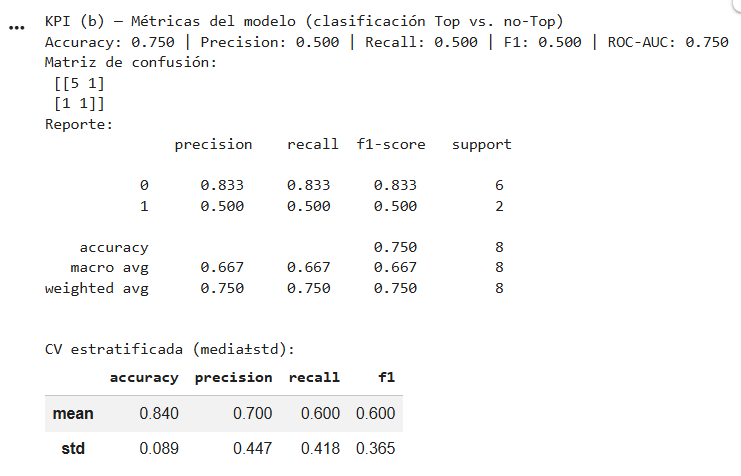 KPI (b) — Métricas del modelo (clasificación Top vs. no-Top)
Accuracy: 0.750 | Precision: 0.500 | Recall: 0.500 | F1: 0.500 | ROC-AUC: 0.750
Matriz de confusión:
[[5 1]
[1 1]]
Reporte:
precision recall f1-score support
0 0.833 0.833 0.833 6
1 0.500 0.500 0.500 2
accuracy 0.750 8
macro avg 0.667 0.667 0.667 8
weighted avg 0.750 0.750 0.750 8
CV estratificada (media±std):
accuracy precision recall f1
mean 0.840 0.700 0.600 0.600
std 0.089 0.447 0.418 0.365